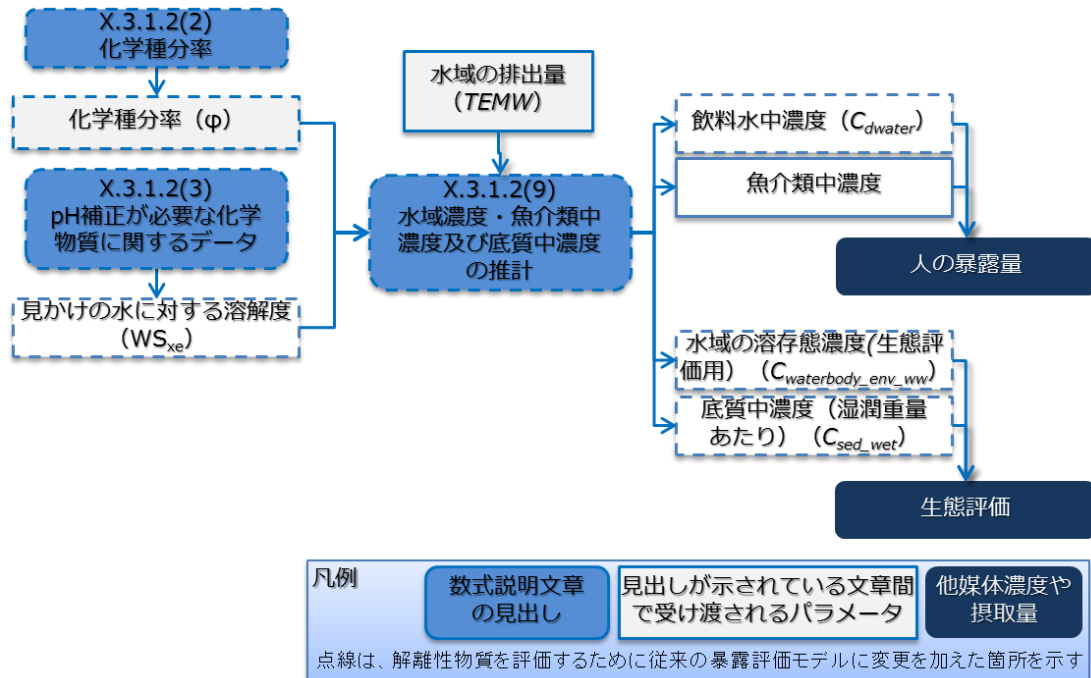 X.3.1.2(2)
化学種分率
化学種分率（φ）
X.3.1.2(3)
pH補正が必要な化学
物質に関するデータ
見かけの水に対する溶解度
（WSxe）
水域の排出量
（TEMW）
X.3.1.2(9)
水域濃度・魚介類中
濃度及び底質中濃度
の推計
飲料水中濃度（Cdwater）
魚介類中濃度
人の暴露量
水域の溶存態濃度(生態評
価用）（Cwaterbody_env_ww）
底質中濃度（湿潤重量
あたり）（Csed_wet）
生態評価
凡例
数式説明文章
の見出し
見出しが示されている文章間
で受け渡されるパラメータ
他媒体濃度や
摂取量
点線は、解離性物質を評価するために従来の暴露評価モデルに変更を加えた箇所を示す